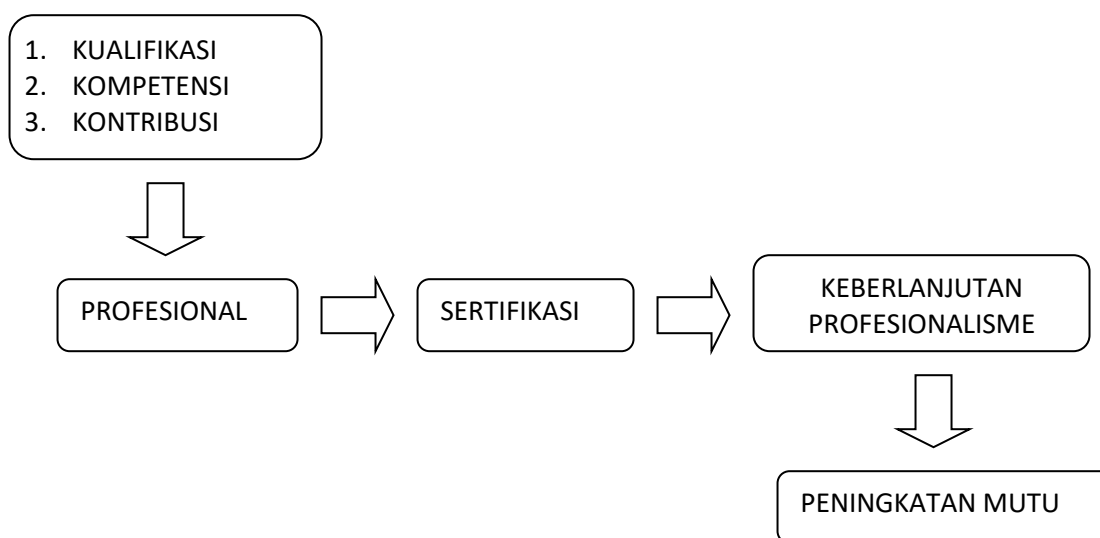 1. KUALIFIKASI
2. KOMPETENSI
3. KONTRIBUSI
PROFESIONAL
SERTIFIKASI
KEBERLANJUTAN
PROFESIONALISME
PENINGKATAN MUTU